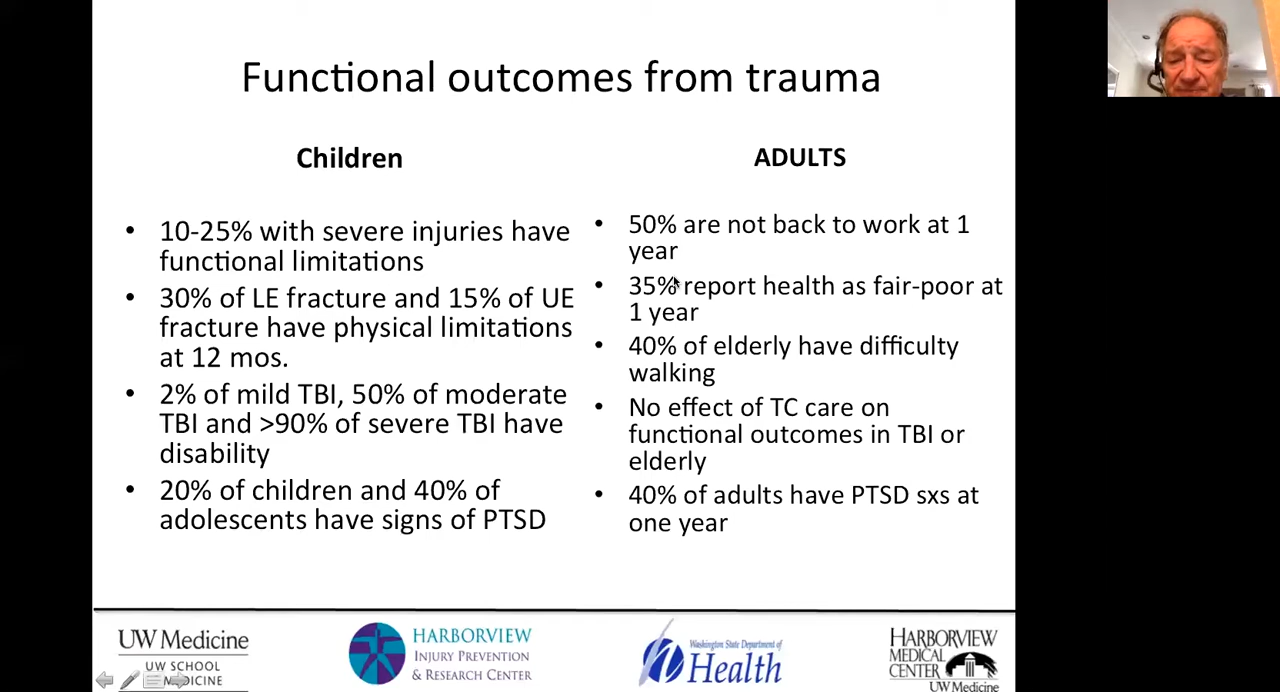 Functional outcomes from trauma
Children
10-25% with severe injuries have
functional limitations
30% of LE fracture and 15% of UE
fracture have physical limitations
at 12 mos.
2% of mild TBI, 50% of moderate
TBI and >90% of severe TBI have
disability
20% of children and 40% of
adolescents have signs of PTSD
ADULTS
50% are not back to work at 1
year
35% report health as fair-poor at
1 year
40% of elderly have difficulty
walking
No effect of TC care on
functional outcomes in TBI or
elderly
40% of adults have PTSD sxs at
one year
UW Medicine
UW SCHOOL
MEDICINE
HARBORVIEW
INJURY PREVENTION
& RESEARCH CENTER
Washington State Department of
Health
HARBORVIEW
MEDICAL
CENTER
UW Medicine